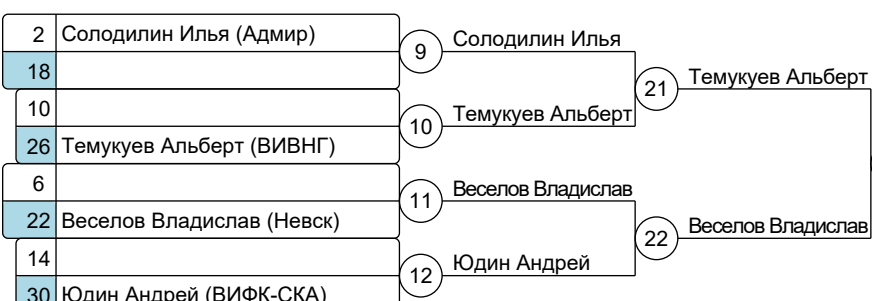 2 Солодилин Илья (Адмир)
18
10
26 Темукуев Альберт (ВИВНГ)
6
22 Веселов Владислав (Невск)
14
30 Юдин Андрей (ВИФК-СКА)
9
Солодилин Илья
10
Темукуев Альберт
11
Веселов Владислав
12
Юдин Андрей
21
Темукуев Альберт
22
Веселов Владислав